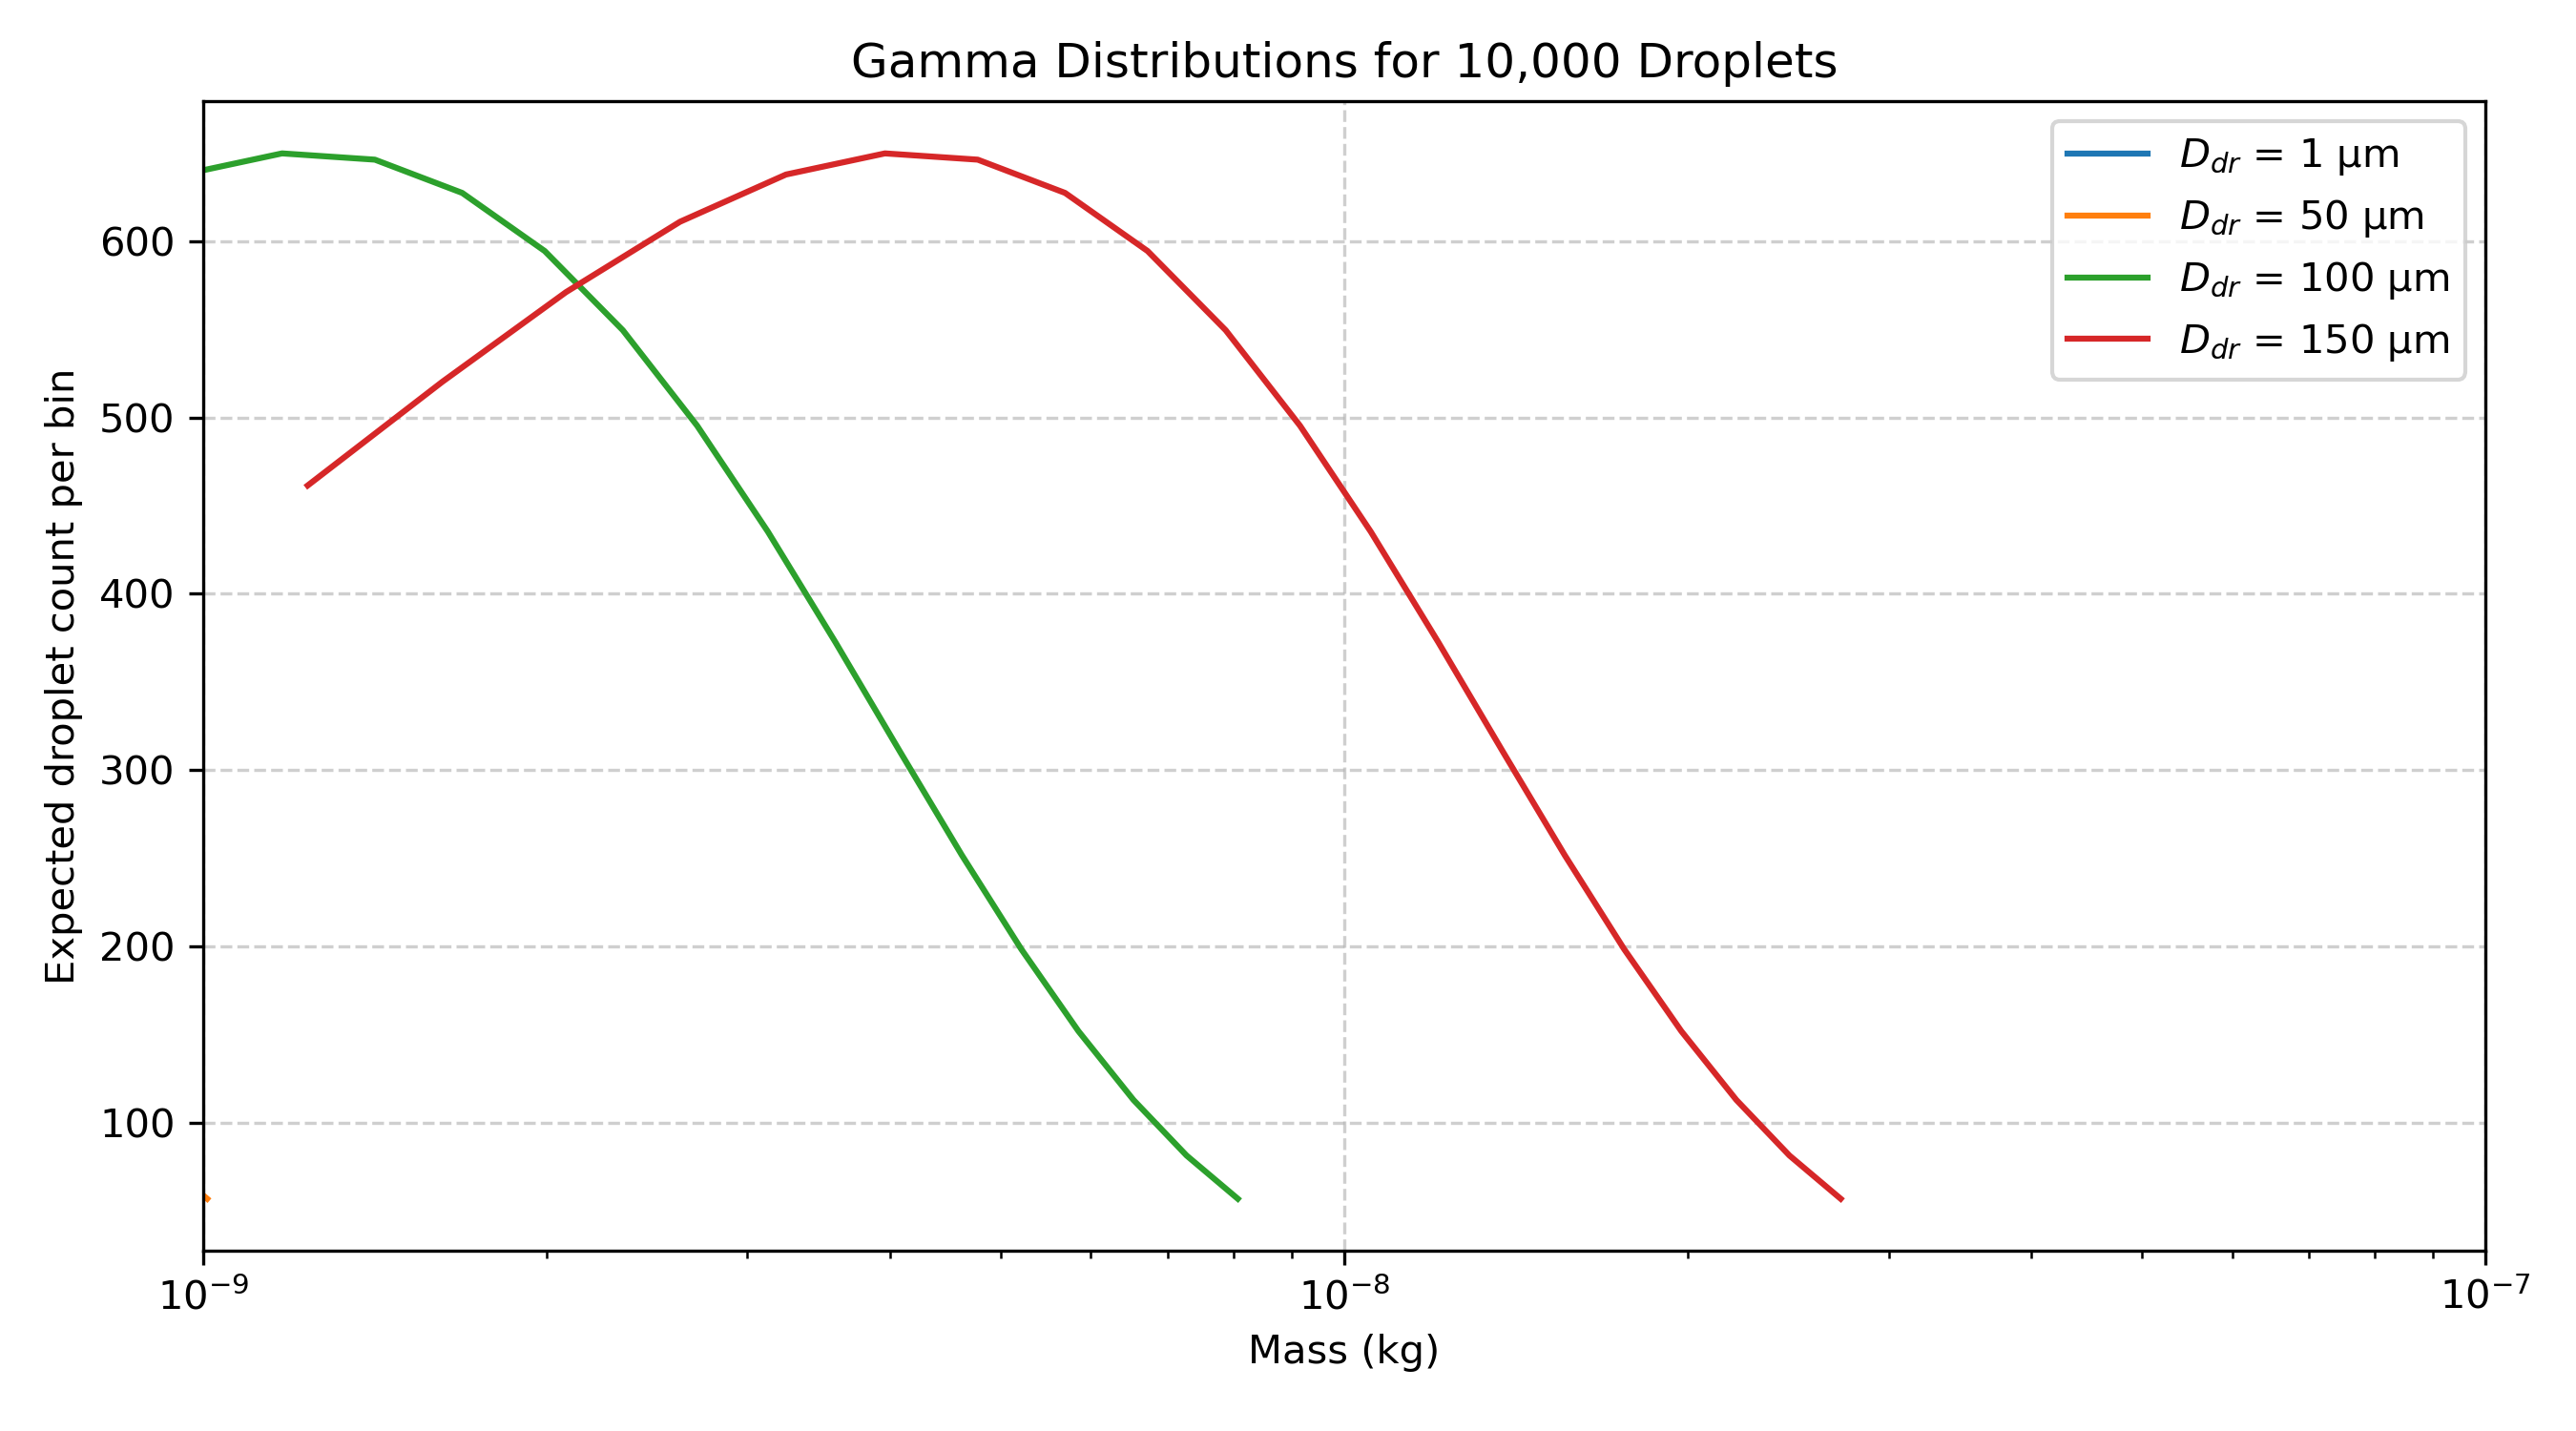 Gamma Distributions for 10,000 Droplets
D_dr = 1 μm
D_dr = 50 μm
D_dr = 100 μm
D_dr = 150 μm
Expected droplet count per bin
600
500
400
300
200
100
10⁻⁹
10⁻⁸
10⁻⁷
Mass (kg)